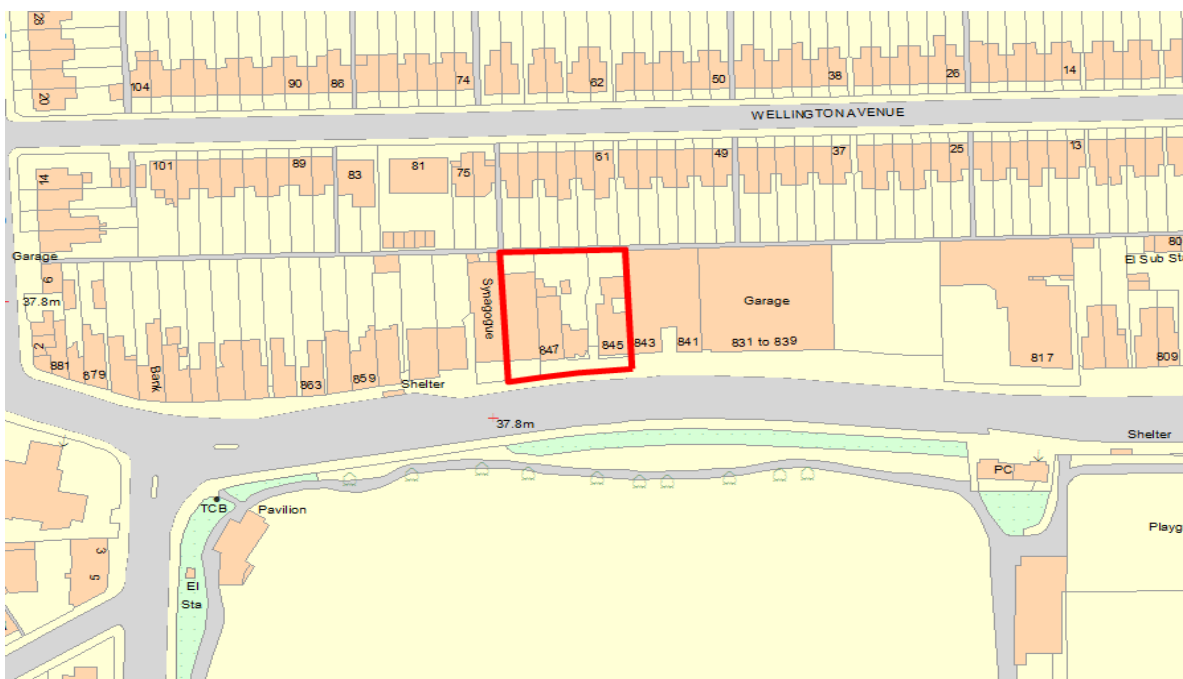 28
20
104
90
86
74
62
50
38
26
14
WELLINGTON AVENUE
14
101
89
83
81
75
61
49
37
25
13
Garage
9
37.8m
2
881
879
Bank
863
859
Shelter
Synagogue
847
845
843
841
Garage
831 to 839
817
809
80
El Sub Sta
37.8m
Shelter
PC
TCB
Pavilion
El
Sta
3
5
Playg